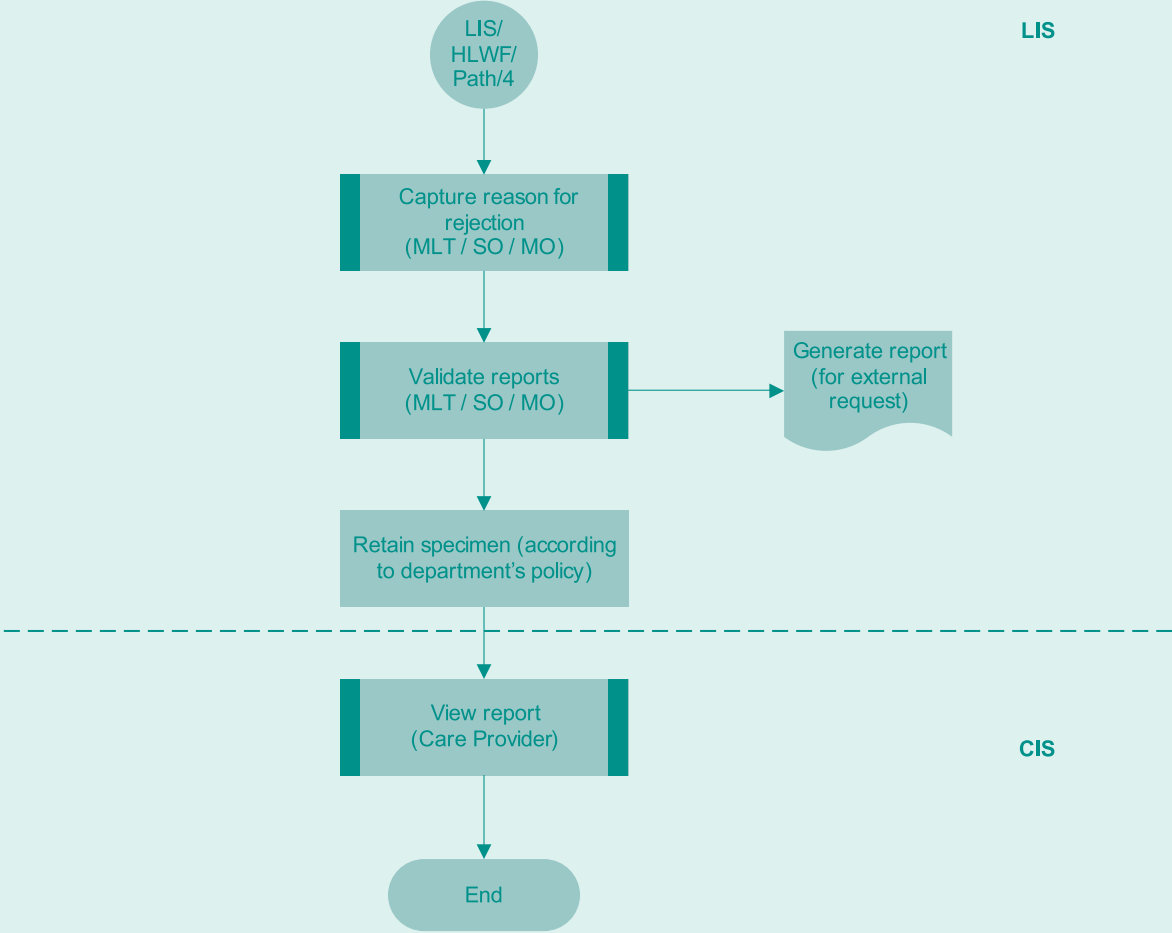 LIS/
HLWF/
Path/4
LIS
Capture reason for
rejection
(MLT / SO / MO)
Validate reports
(MLT / SO / MO)
Generate report
(for external
request)
Retain specimen (according
to department’s policy)
View report
(Care Provider)
CIS
End